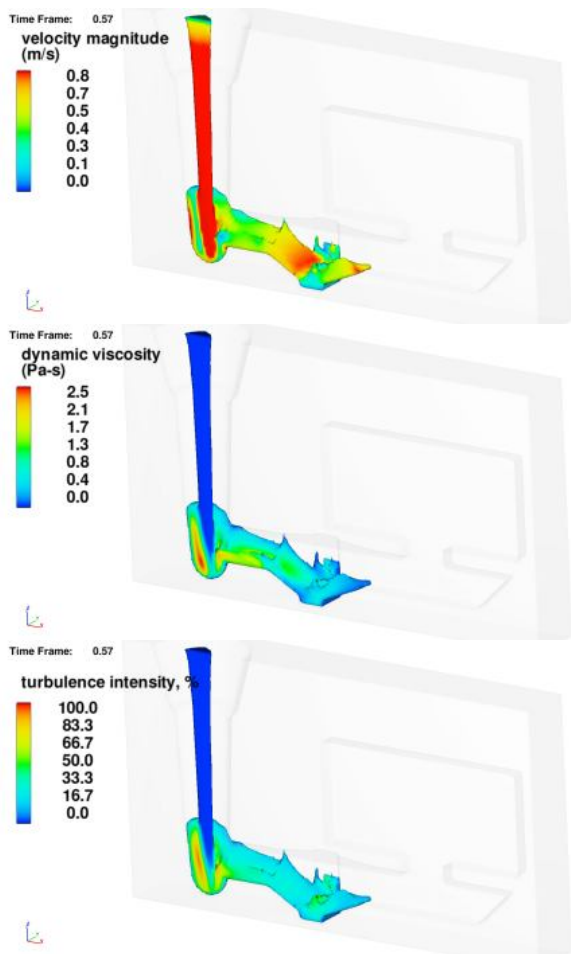 Time Frame: 0.57
velocity magnitude
(m/s)
0.8
0.7
0.5
0.4
0.3
0.1
0.0
Time Frame: 0.57
dynamic viscosity
(Pa-s)
2.5
2.1
1.7
1.3
0.8
0.4
0.0
Time Frame: 0.57
turbulence intensity, %
100.0
83.3
66.7
50.0
33.3
16.7
0.0